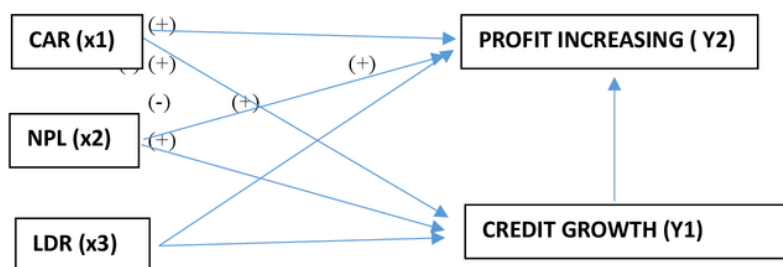 CAR (x1)
(+)
PROFIT INCREASING ( Y2)
(+)
(+)
(-)
(+)
NPL (x2)
(+)
LDR (x3)
CREDIT GROWTH (Y1)